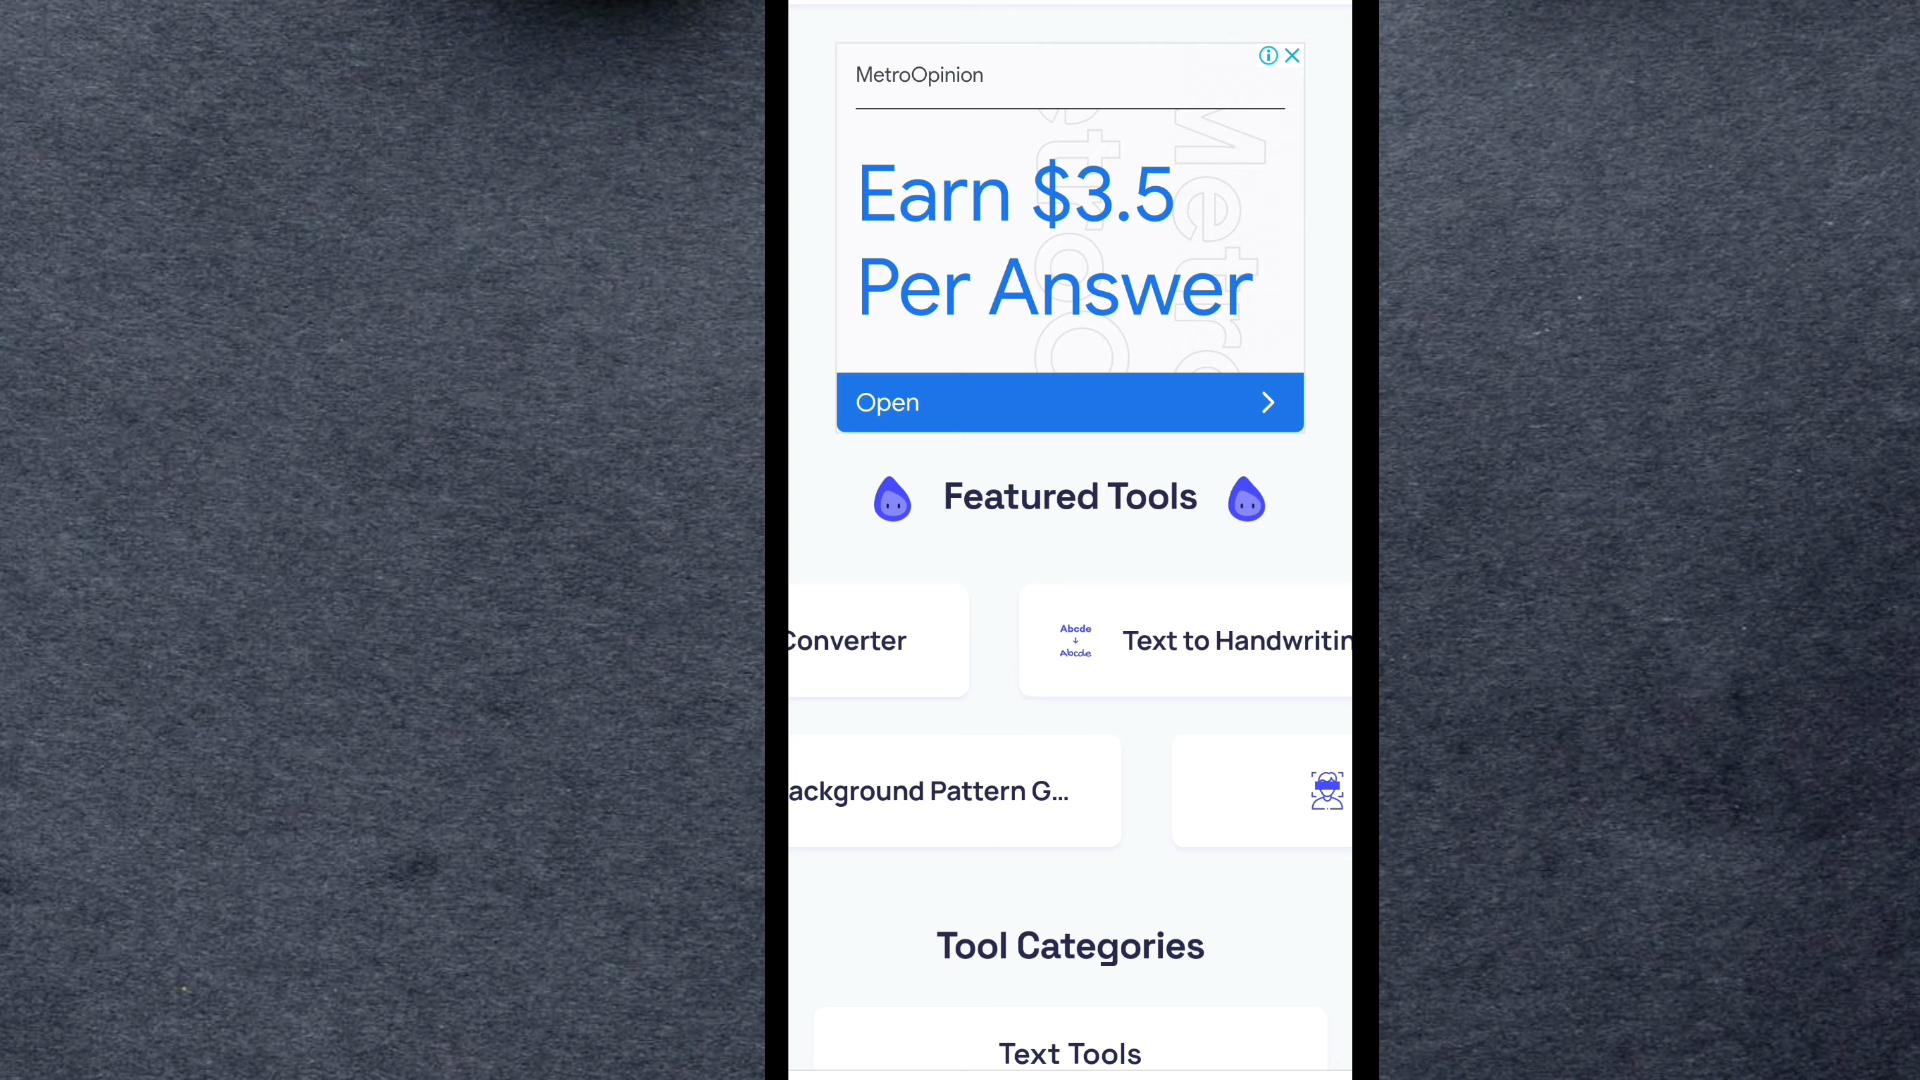 MetroOpinion
Earn $3.5
Per Answer
Open
Featured Tools
Converter
Abcde
Abcde
Text to Handwritin
ackground Pattern G...
Tool Categories
Text Tools